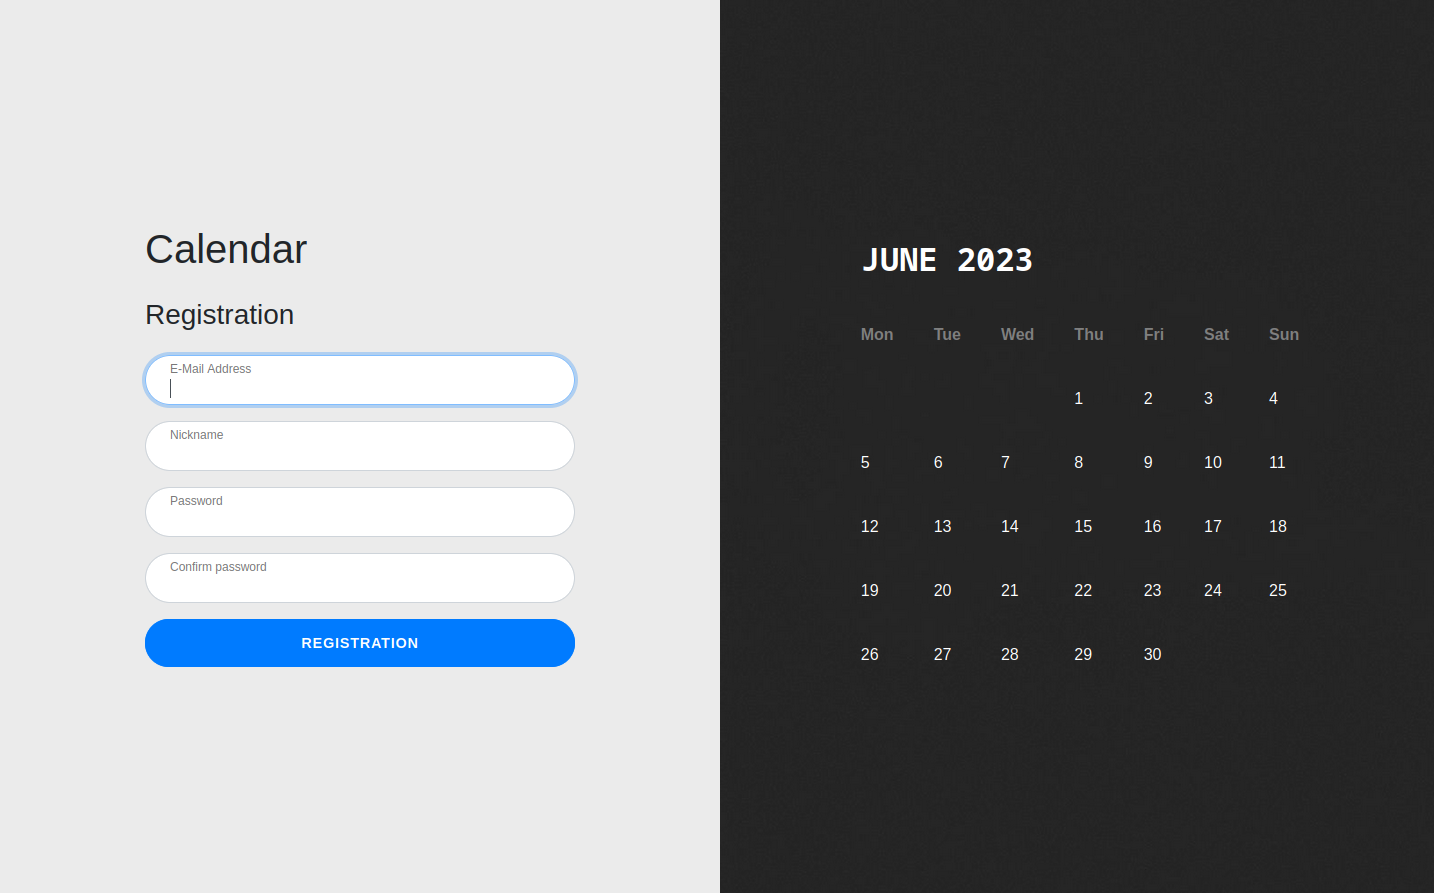 Calendar
Registration
E-Mail Address
Nickname
Password
Confirm password
REGISTRATION
JUNE 2023
Mon Tue Wed Thu Fri Sat Sun
1 2 3 4
5 6 7 8 9 10 11
12 13 14 15 16 17 18
19 20 21 22 23 24 25
26 27 28 29 30